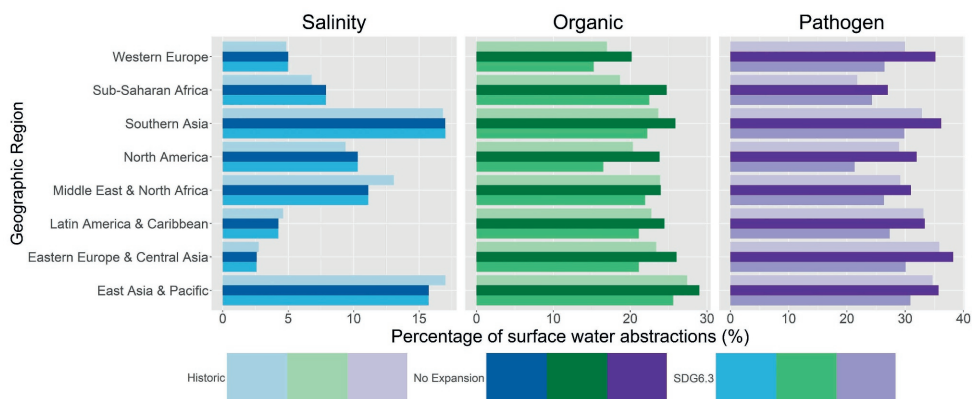 Salinity Organic Pathogen
Geographic Region
Western Europe
Sub-Saharan Africa
Southern Asia
North America
Middle East & North Africa
Latin America & Caribbean
Eastern Europe & Central Asia
East Asia & Pacific
0 5 10 15 0 10 20 30 0 10 20 30 40
Percentage of surface water abstractions (%)
Historic No Expansion SDG6.3